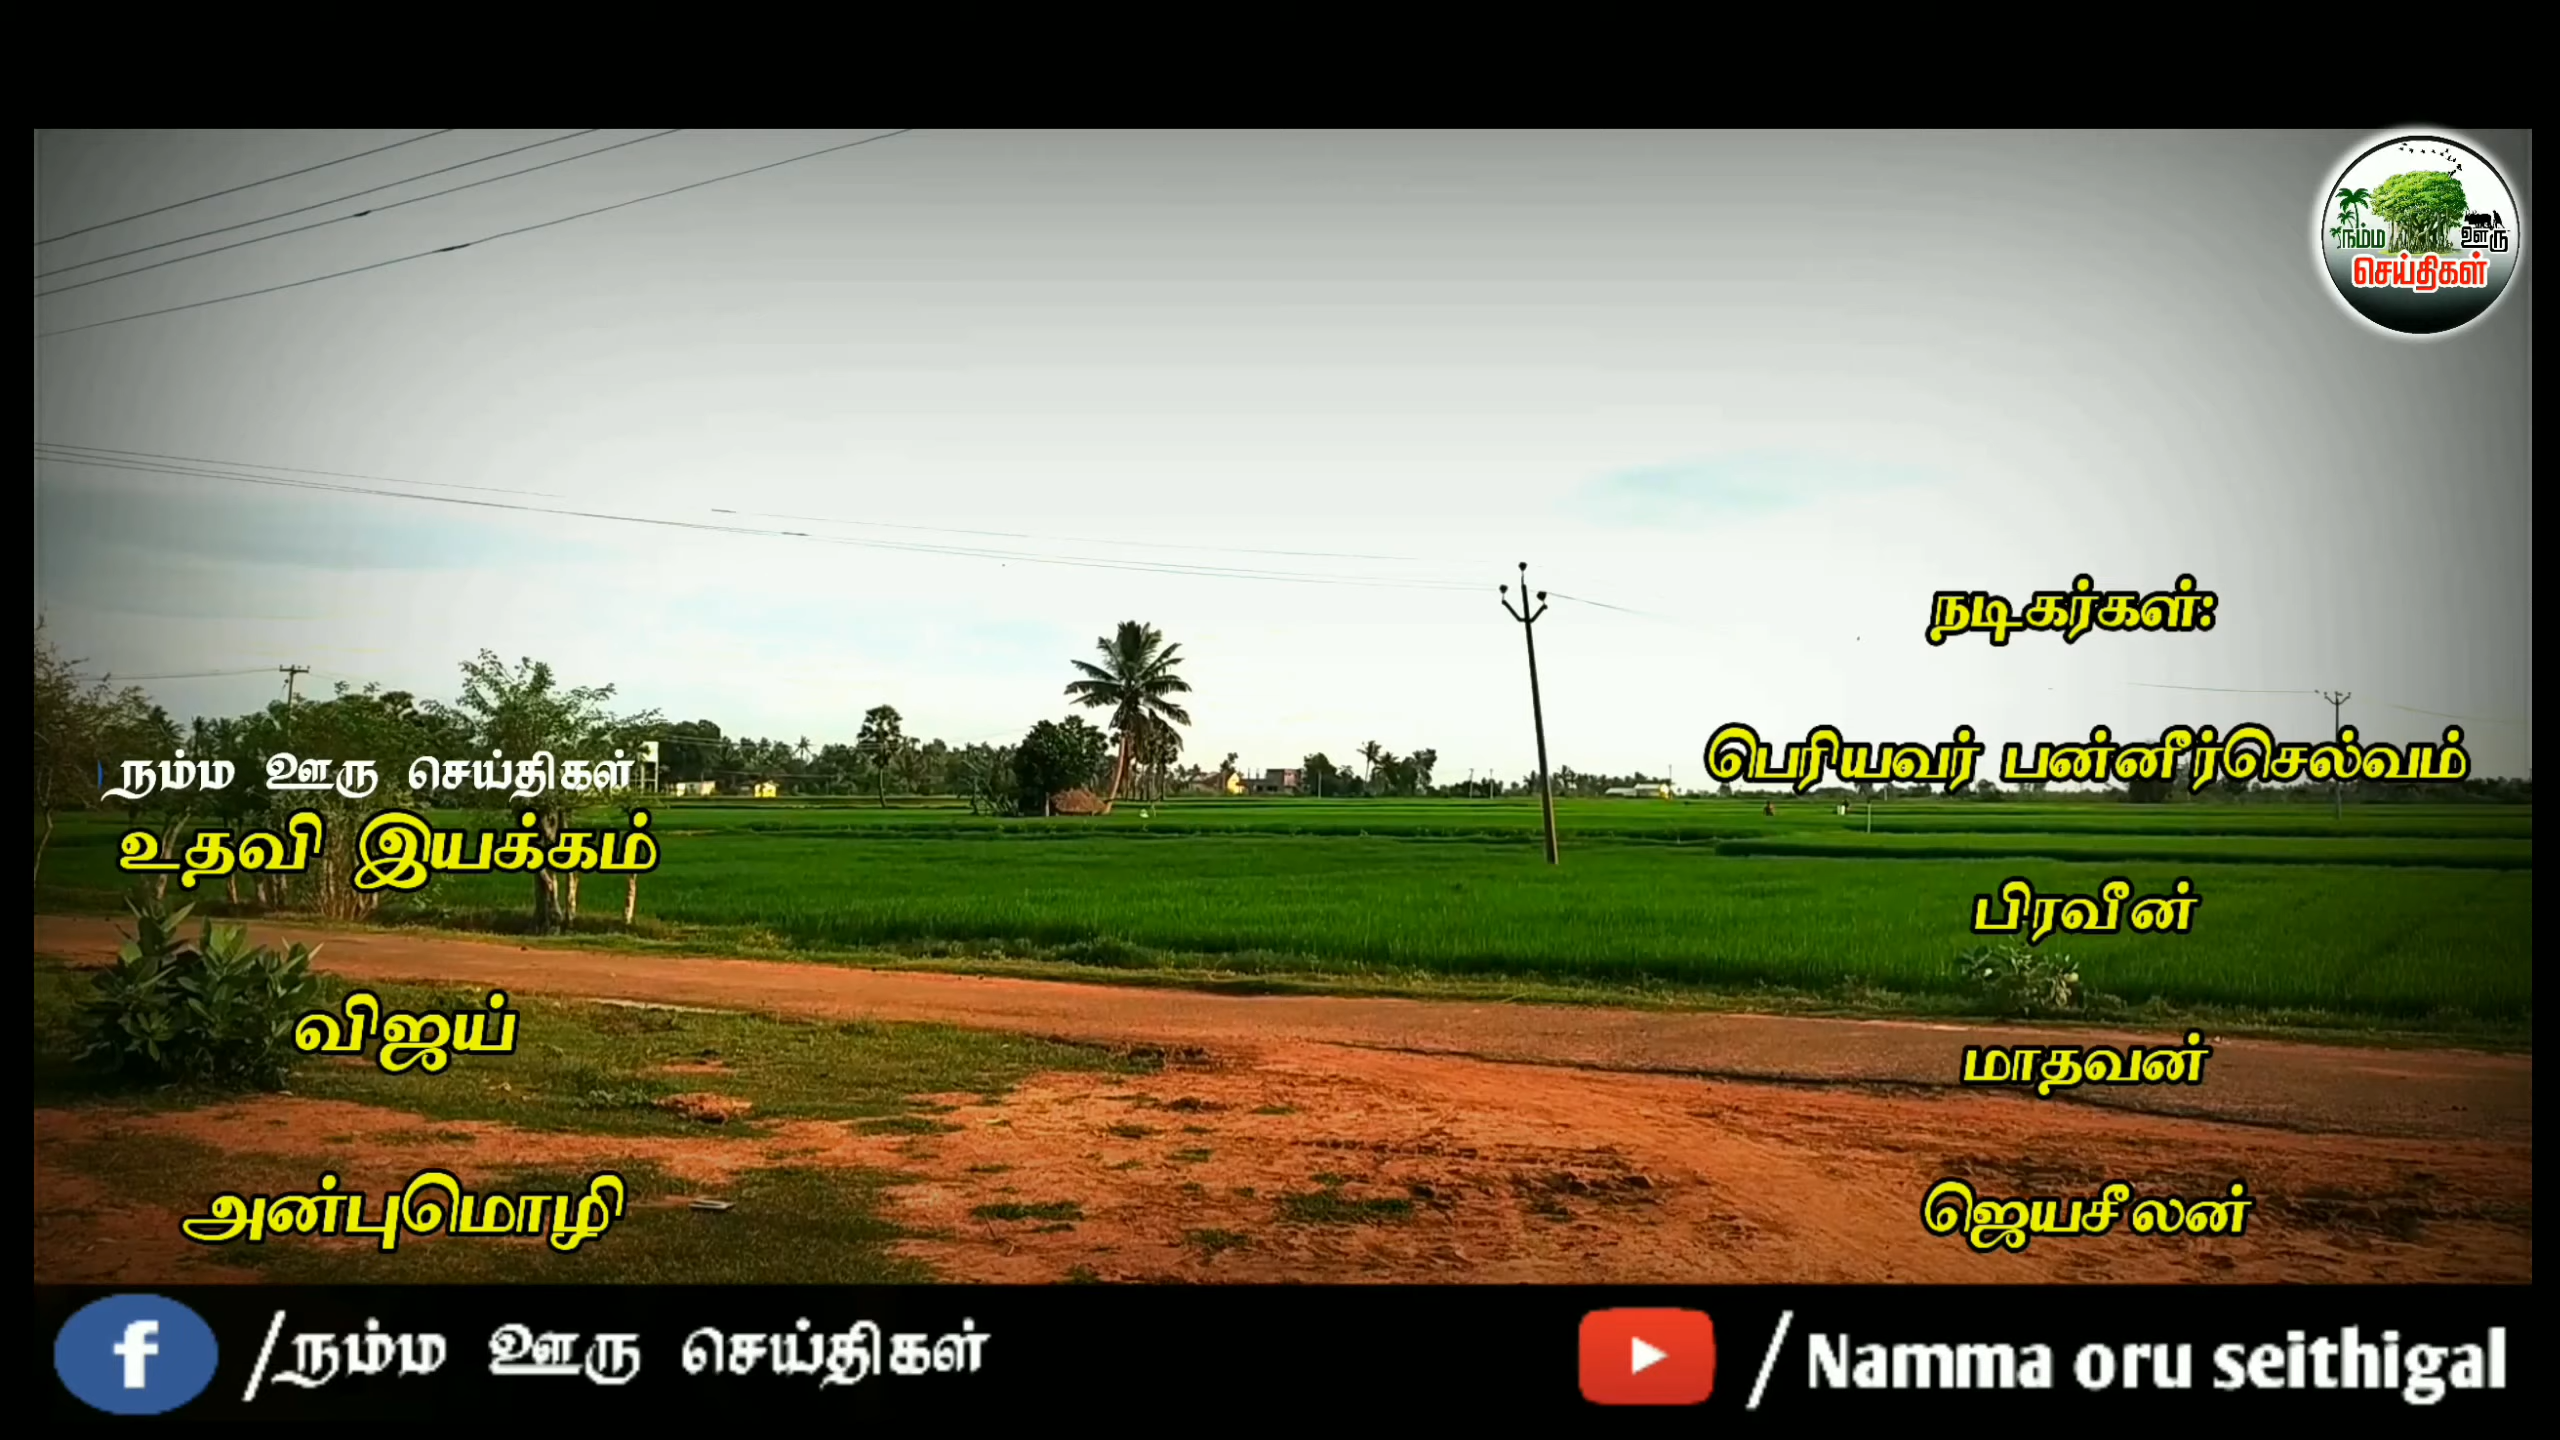 நம்ம ஊரு
செய்திகள்
நம்ம ஊரு செய்திகள்
உதவி இயக்கம்
விஜய்
அன்புமொழி
நடிகர்கள்:
பெரியவர் பன்னீர்செல்வம்
பிரவீன்
மாதவன்
ஜெயசீலன்
f /நம்ம ஊரு செய்திகள்
/Namma oru seithigal